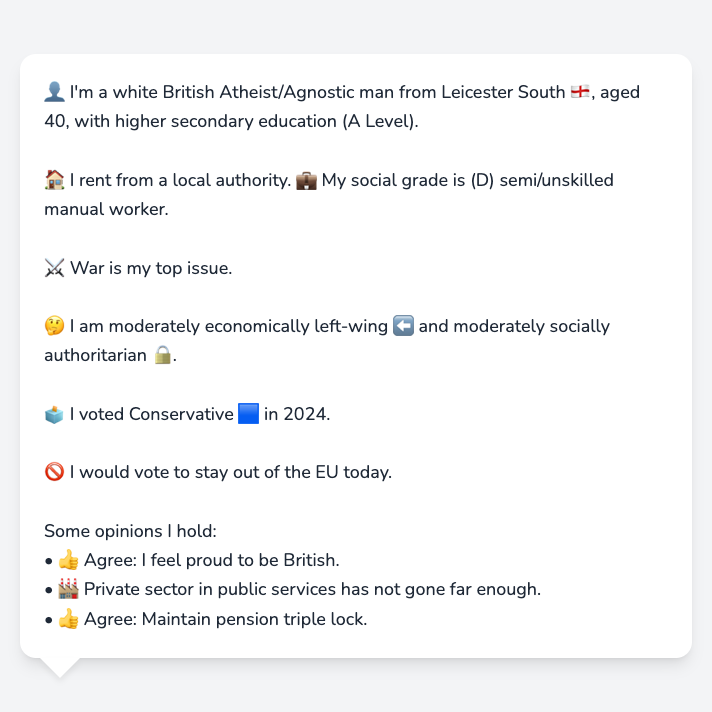 👤 I'm a white British Atheist/Agnostic man from Leicester South 🏴󠁧󠁢󠁥󠁮󠁧󠁿, aged
40, with higher secondary education (A Level).
🏠 I rent from a local authority. 💼 My social grade is (D) semi/unskilled
manual worker.
⚔️ War is my top issue.
🤔 I am moderately economically left-wing ⬅️ and moderately socially
authoritarian 🔒.
🗳️ I voted Conservative 🟦 in 2024.
🚫 I would vote to stay out of the EU today.
Some opinions I hold:
• 👍 Agree: I feel proud to be British.
• 🏭 Private sector in public services has not gone far enough.
• 👍 Agree: Maintain pension triple lock.